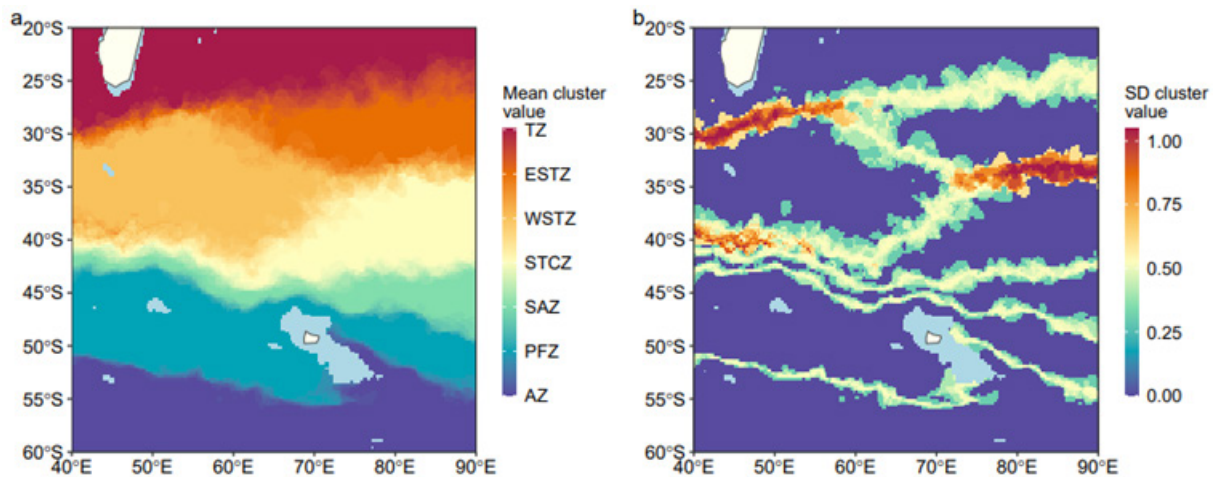 a
20°S
25°S
30°S
35°S
40°S
45°S
50°S
55°S
60°S
40°E
50°E
60°E
70°E
80°E
90°E
Mean cluster
value
TZ
ESTZ
WSTZ
STCZ
SAZ
PFZ
AZ
b
20°S
25°S
30°S
35°S
40°S
45°S
50°S
55°S
60°S
40°E
50°E
60°E
70°E
80°E
90°E
SD cluster
value
1.00
0.75
0.50
0.25
0.00